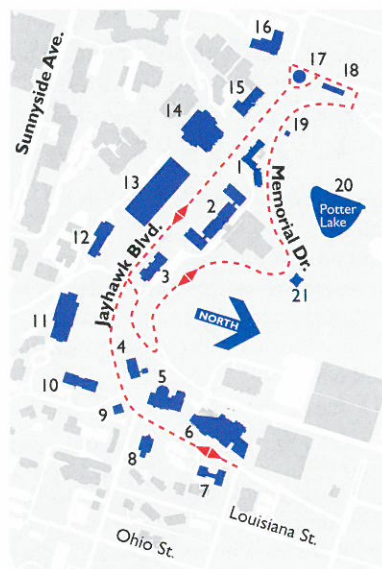 16
17
18
15
14
19
Sunnyside Ave.
1
13
Memorial Dr.
20
Potter
Lake
2
12
Jayhawk Blvd.
3
21
11
NORTH
4
5
10
9
6
8
7
Louisiana St.
Ohio St.